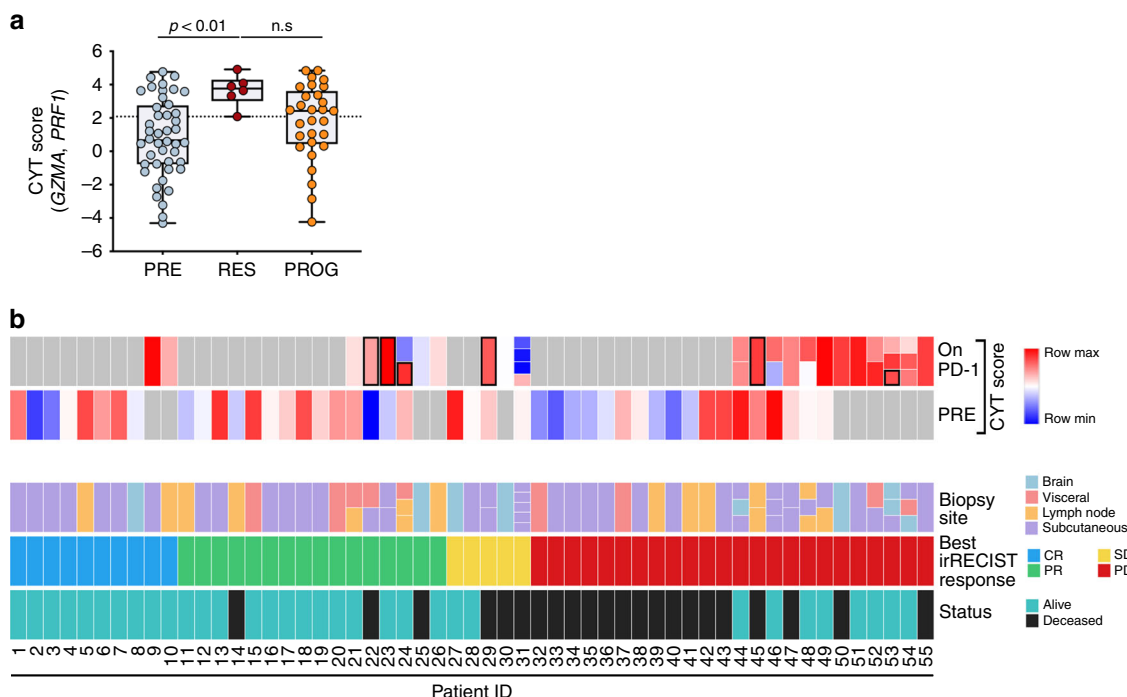 a
p < 0.01
n.s
CYT score
(GZMA, PRF1)
6
4
2
0
−2
−4
−6
PRE
RES
PROG
b
On
PD-1
PRE
CYT score
Row max
Row min
Biopsy
site
Brain
Visceral
Lymph node
Subcutaneous
Best
irRECIST
response
CR
PR
SD
PD
Status
Alive
Deceased
1 2 3 4 5 6 7 8 9 10 11 12 13 14 15 16 17 18 19 20 21 22 23 24 25 26 27 28 29 30 31 32 33 34 35 36 37 38 39 40 41 42 43 44 45 46 47 48 49 50 51 52 53 54 55
Patient ID